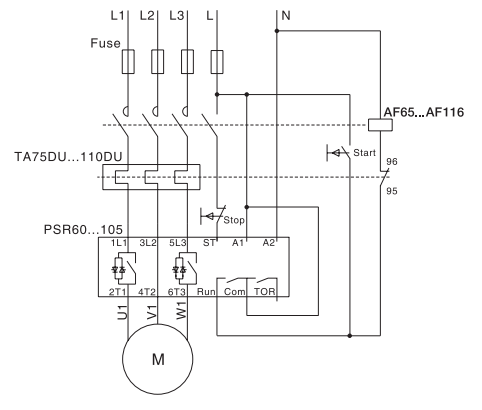 L1 L2 L3 L N
Fuse
AF65...AF116
Start
TA75DU...110DU
96
95
Stop
PSR60...105
1L1 3L2 5L3 ST A1 A2
2T1 4T2 6T3 Run Com TOR
U1 V1 W1
M